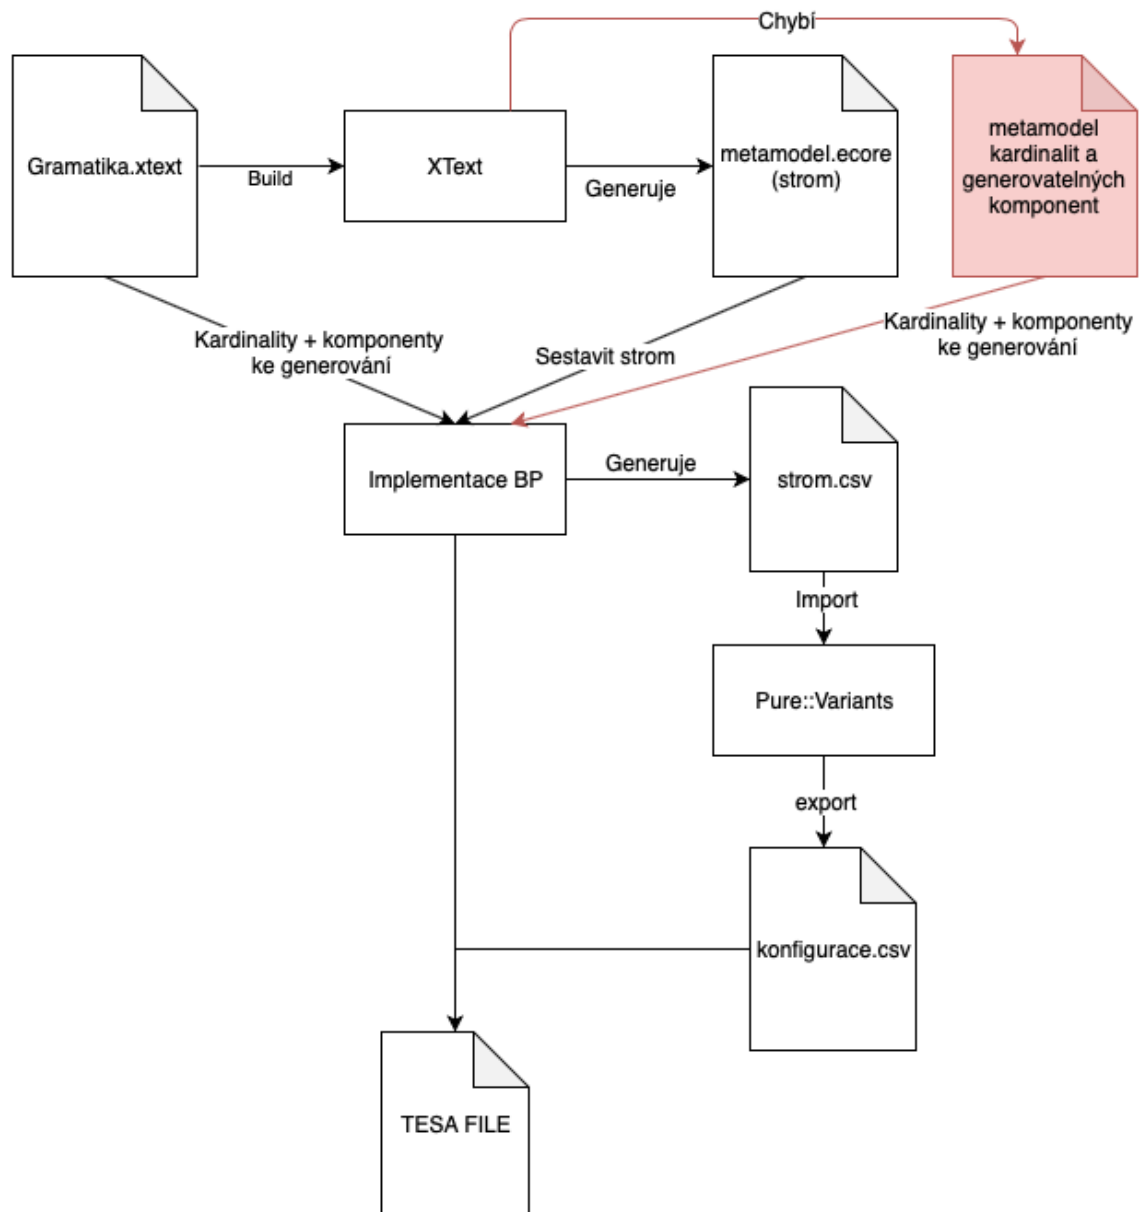 Chybí
Gramatika.xtext
Build
XText
Generuje
metamodel.ecore
(strom)
metamodel
kardinalit a
generovatelných
komponent
Kardinality + komponenty
ke generování
Sestavit strom
Kardinality + komponenty
ke generování
Implementace BP
Generuje
strom.csv
Import
Pure::Variants
export
konfigurace.csv
TESA FILE